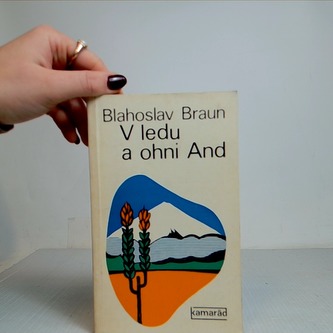 Blahoslav Braun
V ledu
a ohni And
kamarád